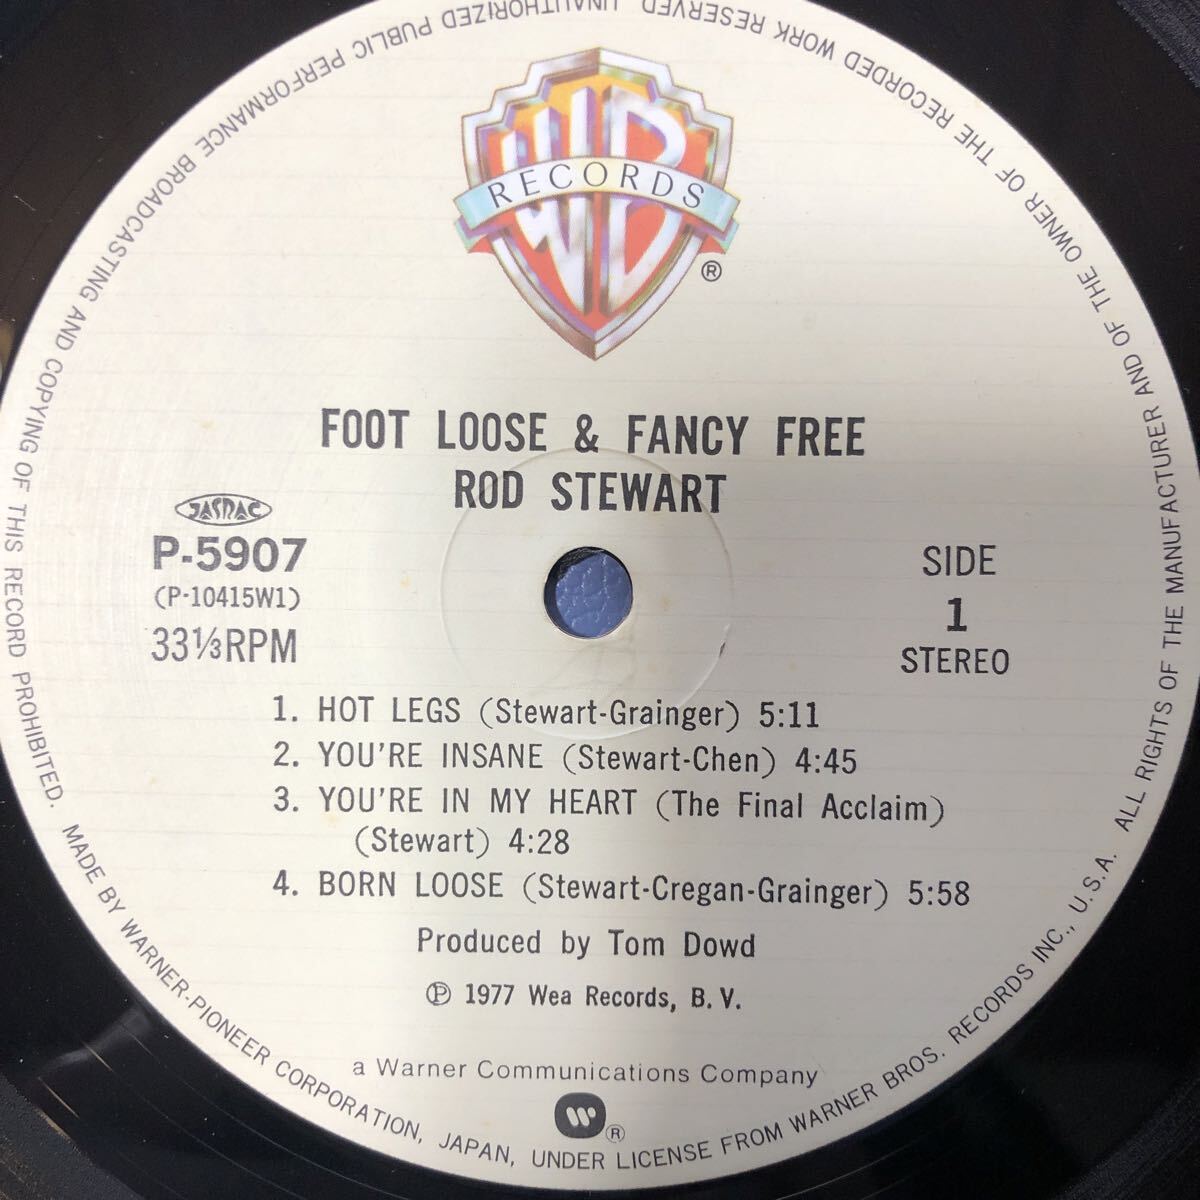 WB
RECORDS
®
FOOT LOOSE & FANCY FREE
ROD STEWART
JASRAC
P-5907
(P-10415W1)
33⅓RPM
SIDE
1
STEREO
1. HOT LEGS (Stewart-Grainger) 5:11
2. YOU'RE INSANE (Stewart-Chen) 4:45
3. YOU'RE IN MY HEART (The Final Acclaim)
(Stewart) 4:28
4. BORN LOOSE (Stewart-Cregan-Grainger) 5:58
Produced by Tom Dowd
Ⓟ 1977 Wea Records, B. V.
a Warner Communications Company
®
MADE BY WARNER-PIONEER CORPORATION, JAPAN, UNDER LICENSE FROM WARNER BROS. RECORDS INC., U.S.A. ALL RIGHTS OF THE MANUFACTURER AND OF THE OWNER OF THE RECORDED WORK RESERVED UNAUTHORIZED PUBLIC PERFORMANCE BROADCASTING AND COPYING OF THIS RECORD PROHIBITED.